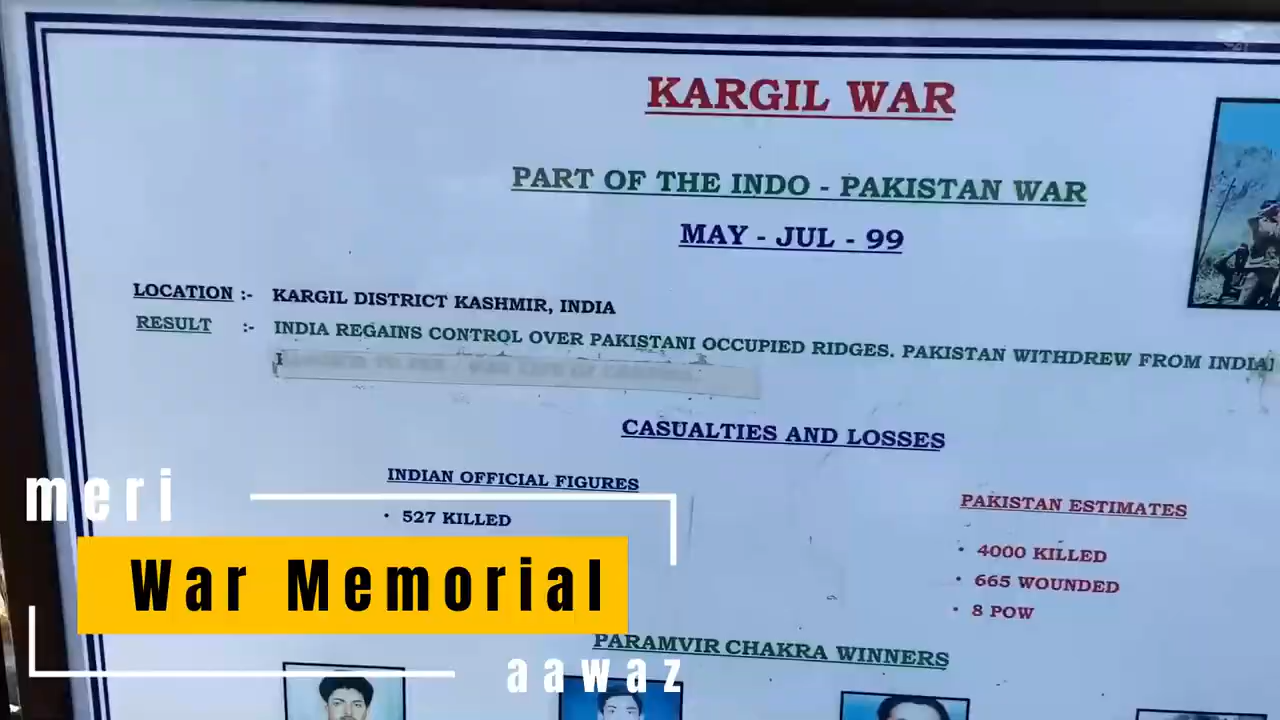 KARGIL WAR
PART OF THE INDO - PAKISTAN WAR
MAY - JUL - 99
LOCATION :- KARGIL DISTRICT KASHMIR, INDIA
RESULT :- INDIA REGAINS CONTROL OVER PAKISTANI OCCUPIED RIDGES. PAKISTAN WITHDREW FROM
CASUALTIES AND LOSSES
INDIAN OFFICIAL FIGURES
• 527 KILLED
PAKISTAN ESTIMATES
• 4000 KILLED
• 665 WOUNDED
• 8 POW
PARAMVIR CHAKRA WINNERS
meri
War Memorial
aawaz